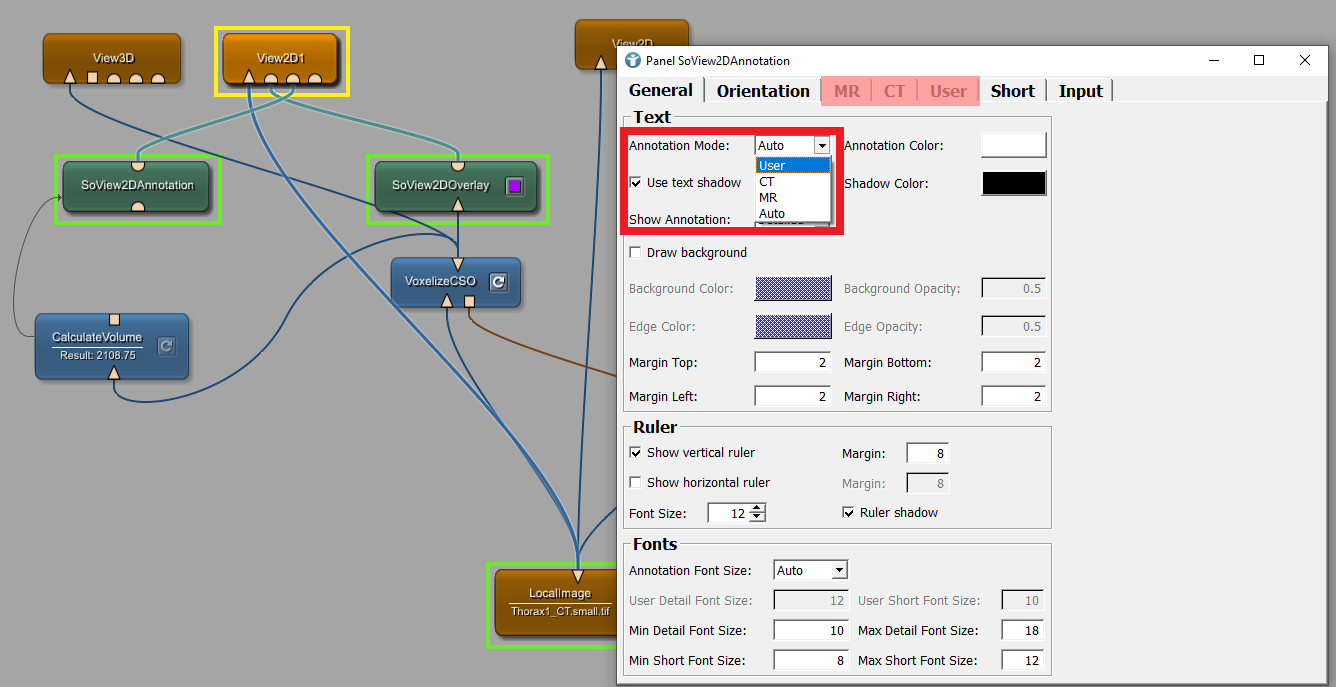 View3D
View2D1
View2D
SoView2DAnnotation
SoView2DOverlay
VoxelizeCSO
CalculateVolume
Result: 2108.75
LocalImage
Thorax1_CT.small.tif
Panel SoView2DAnnotation
General Orientation MR CT User Short Input
Text
Annotation Mode: Auto Annotation Color:
User
CT
MR
Auto
Use text shadow Shadow Color:
Show Annotation:
Draw background
Background Color: Background Opacity: 0.5
Edge Color: Edge Opacity: 0.5
Margin Top: 2 Margin Bottom: 2
Margin Left: 2 Margin Right: 2
Ruler
Show vertical ruler Margin: 8
Show horizontal ruler Margin: 8
Font Size: 12 Ruler shadow
Fonts
Annotation Font Size: Auto
User Detail Font Size: 12 User Short Font Size: 10
Min Detail Font Size: 10 Max Detail Font Size: 18
Min Short Font Size: 8 Max Short Font Size: 12